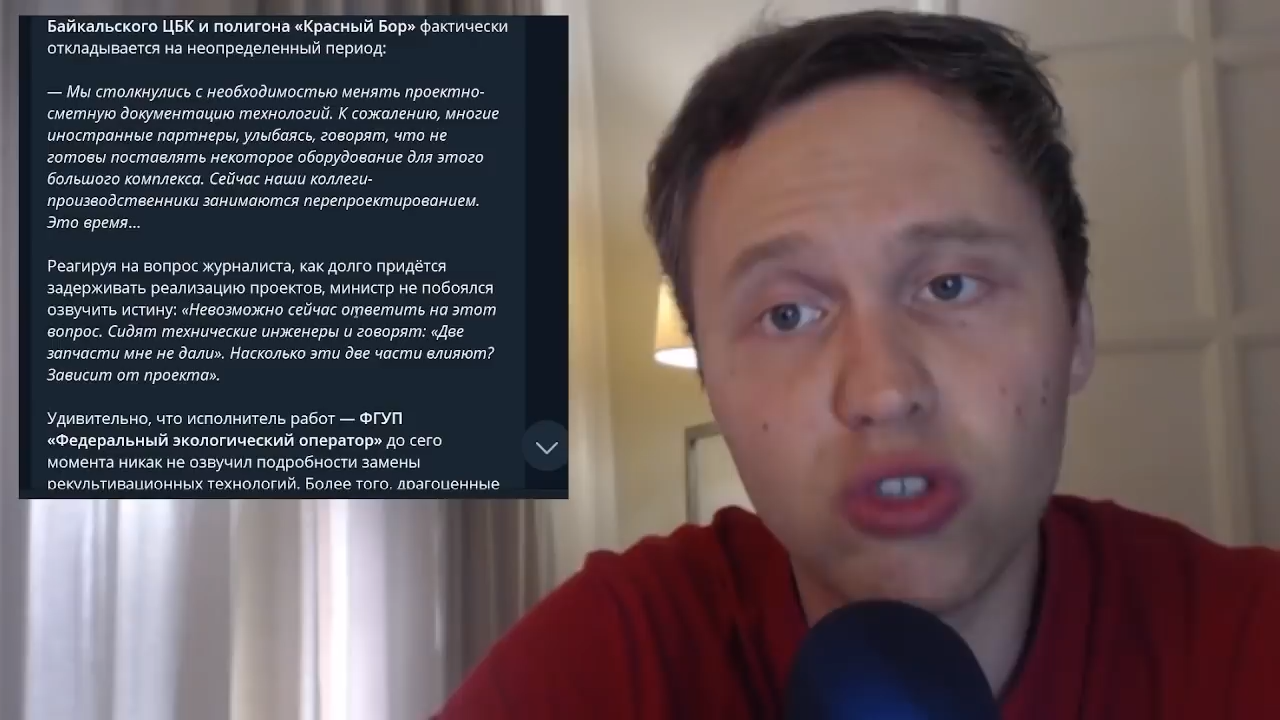 Байкальского ЦБК и полигона «Красный Бор» фактически
откладывается на неопределенный период:
— Мы столкнулись с необходимостью менять проектно-
сметную документацию технологий. К сожалению, многие
иностранные партнеры, улыбаясь, говорят, что не
готовы поставлять некоторое оборудование для этого
большого комплекса. Сейчас наши коллеги-
производственники занимаются перепроектированием.
Это время...
Реагируя на вопрос журналиста, как долго придётся
задерживать реализацию проектов, министр не побоялся
озвучить истину: «Невозможно сейчас ответить на этот
вопрос. Сидят технические инженеры и говорят: «Две
запчасти мне не дали». Насколько эти две части влияют?
Зависит от проекта».
Удивительно, что исполнитель работ — ФГУП
«Федеральный экологический оператор» до сего
момента никак не озвучил подробности замены
рекультивационных технологий. Более того, драгоценные